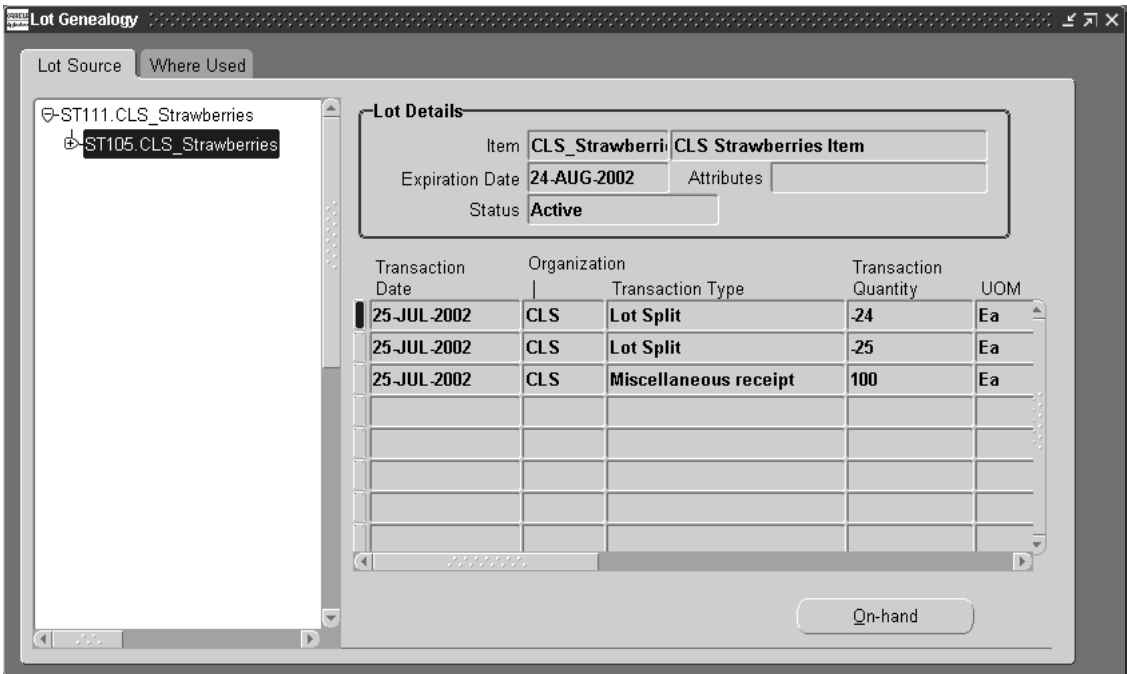 Lot Genealogy
Lot Source Where Used
ST111.CLS_Strawberries
ST105.CLS_Strawberries
Lot Details
Item CLS_Strawberri CLS Strawberries Item
Expiration Date 24-AUG-2002 Attributes
Status Active
Transaction Date Organization Transaction Type Transaction Quantity UOM
25-JUL-2002 CLS Lot Split -24 Ea
25-JUL-2002 CLS Lot Split -25 Ea
25-JUL-2002 CLS Miscellaneous receipt 100 Ea
On-hand